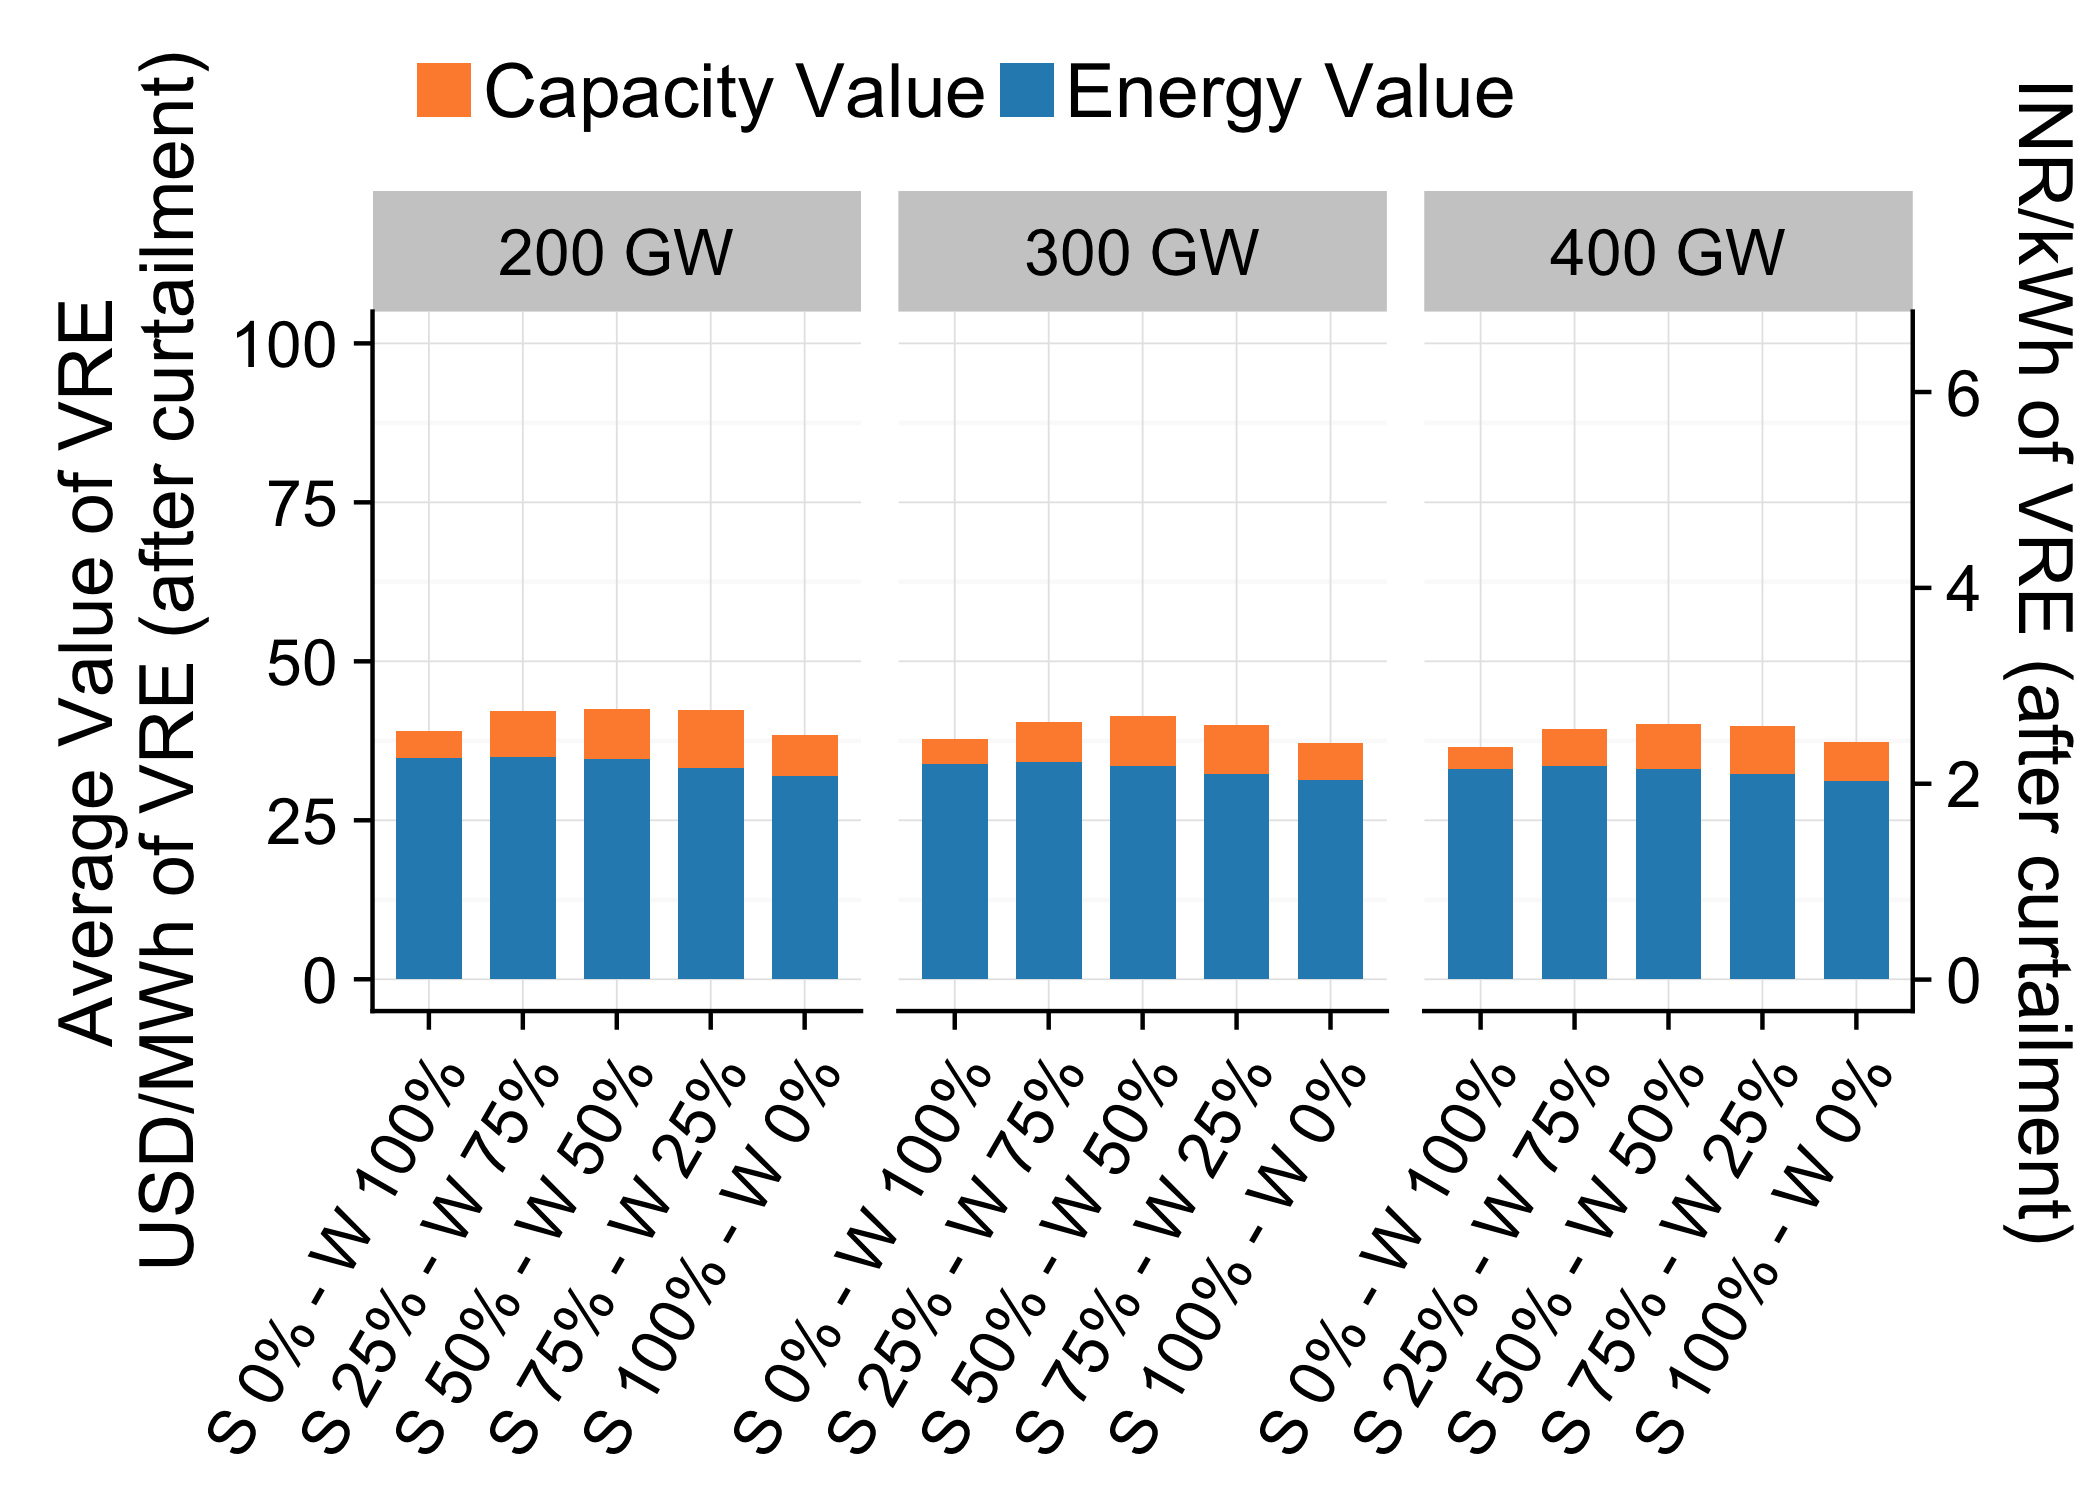 Capacity Value Energy Value
200 GW 300 GW 400 GW
Average Value of VRE
USD/MWh of VRE (after curtailment)
100
75
50
25
0
6
4
2
0
INR/kWh of VRE (after curtailment)
S 0% - W 100%
S 25% - W 75%
S 50% - W 50%
S 75% - W 25%
S 100% - W 0%
S 0% - W 100%
S 25% - W 75%
S 50% - W 50%
S 75% - W 25%
S 100% - W 0%
S 0% - W 100%
S 25% - W 75%
S 50% - W 50%
S 75% - W 25%
S 100% - W 0%